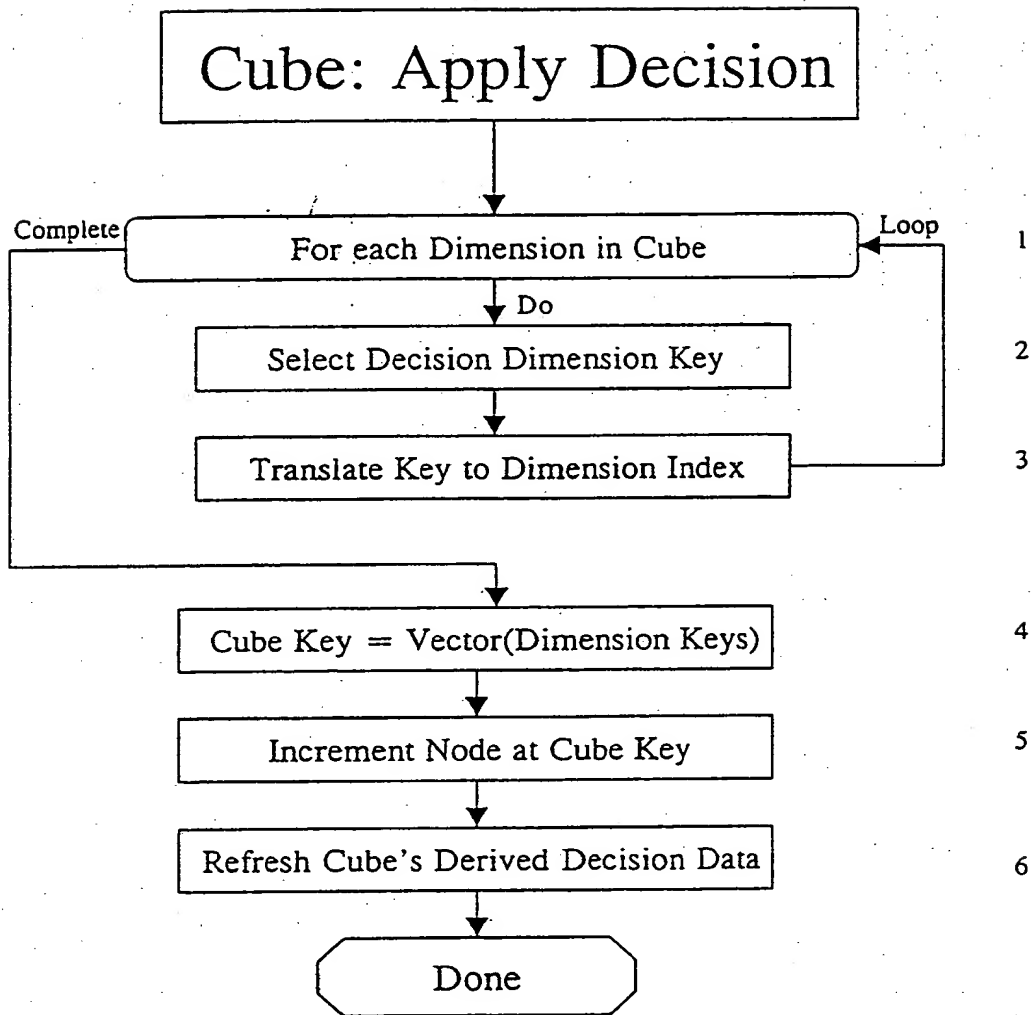 Cube: Apply Decision
Complete
Loop
For each Dimension in Cube
1
Do
Select Decision Dimension Key
2
Translate Key to Dimension Index
3
Cube Key = Vector(Dimension Keys)
4
Increment Node at Cube Key
5
Refresh Cube's Derived Decision Data
6
Done